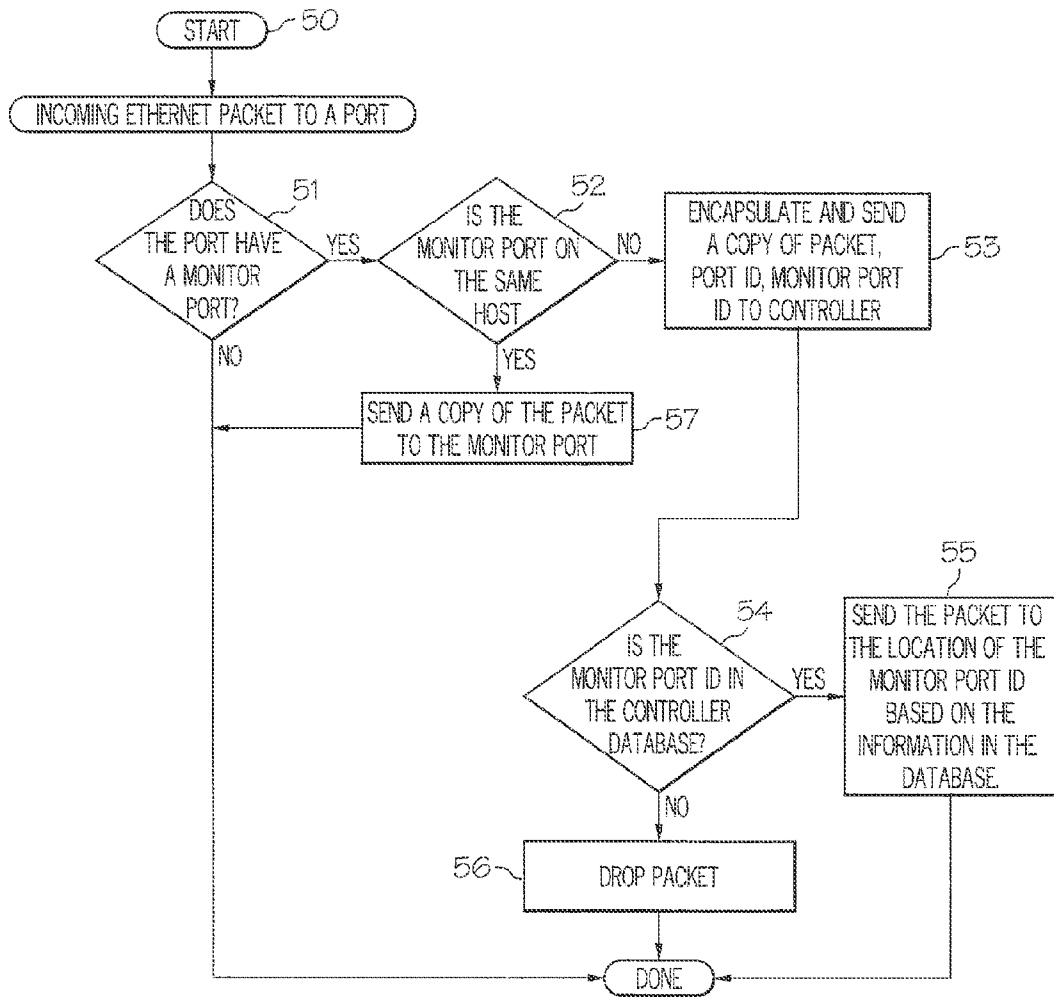 START
50
INCOMING ETHERNET PACKET TO A PORT
51
DOES
THE PORT HAVE
A MONITOR
PORT?
YES
NO
52
IS THE
MONITOR PORT ON
THE SAME
HOST
NO
YES
ENCAPSULATE AND SEND
A COPY OF PACKET,
PORT ID, MONITOR PORT
ID TO CONTROLLER
53
SEND A COPY OF THE PACKET
TO THE MONITOR PORT
57
54
IS THE
MONITOR PORT ID IN
THE CONTROLLER
DATABASE?
YES
NO
55
SEND THE PACKET TO
THE LOCATION OF THE
MONITOR PORT ID
BASED ON THE
INFORMATION IN THE
DATABASE.
56
DROP PACKET
DONE